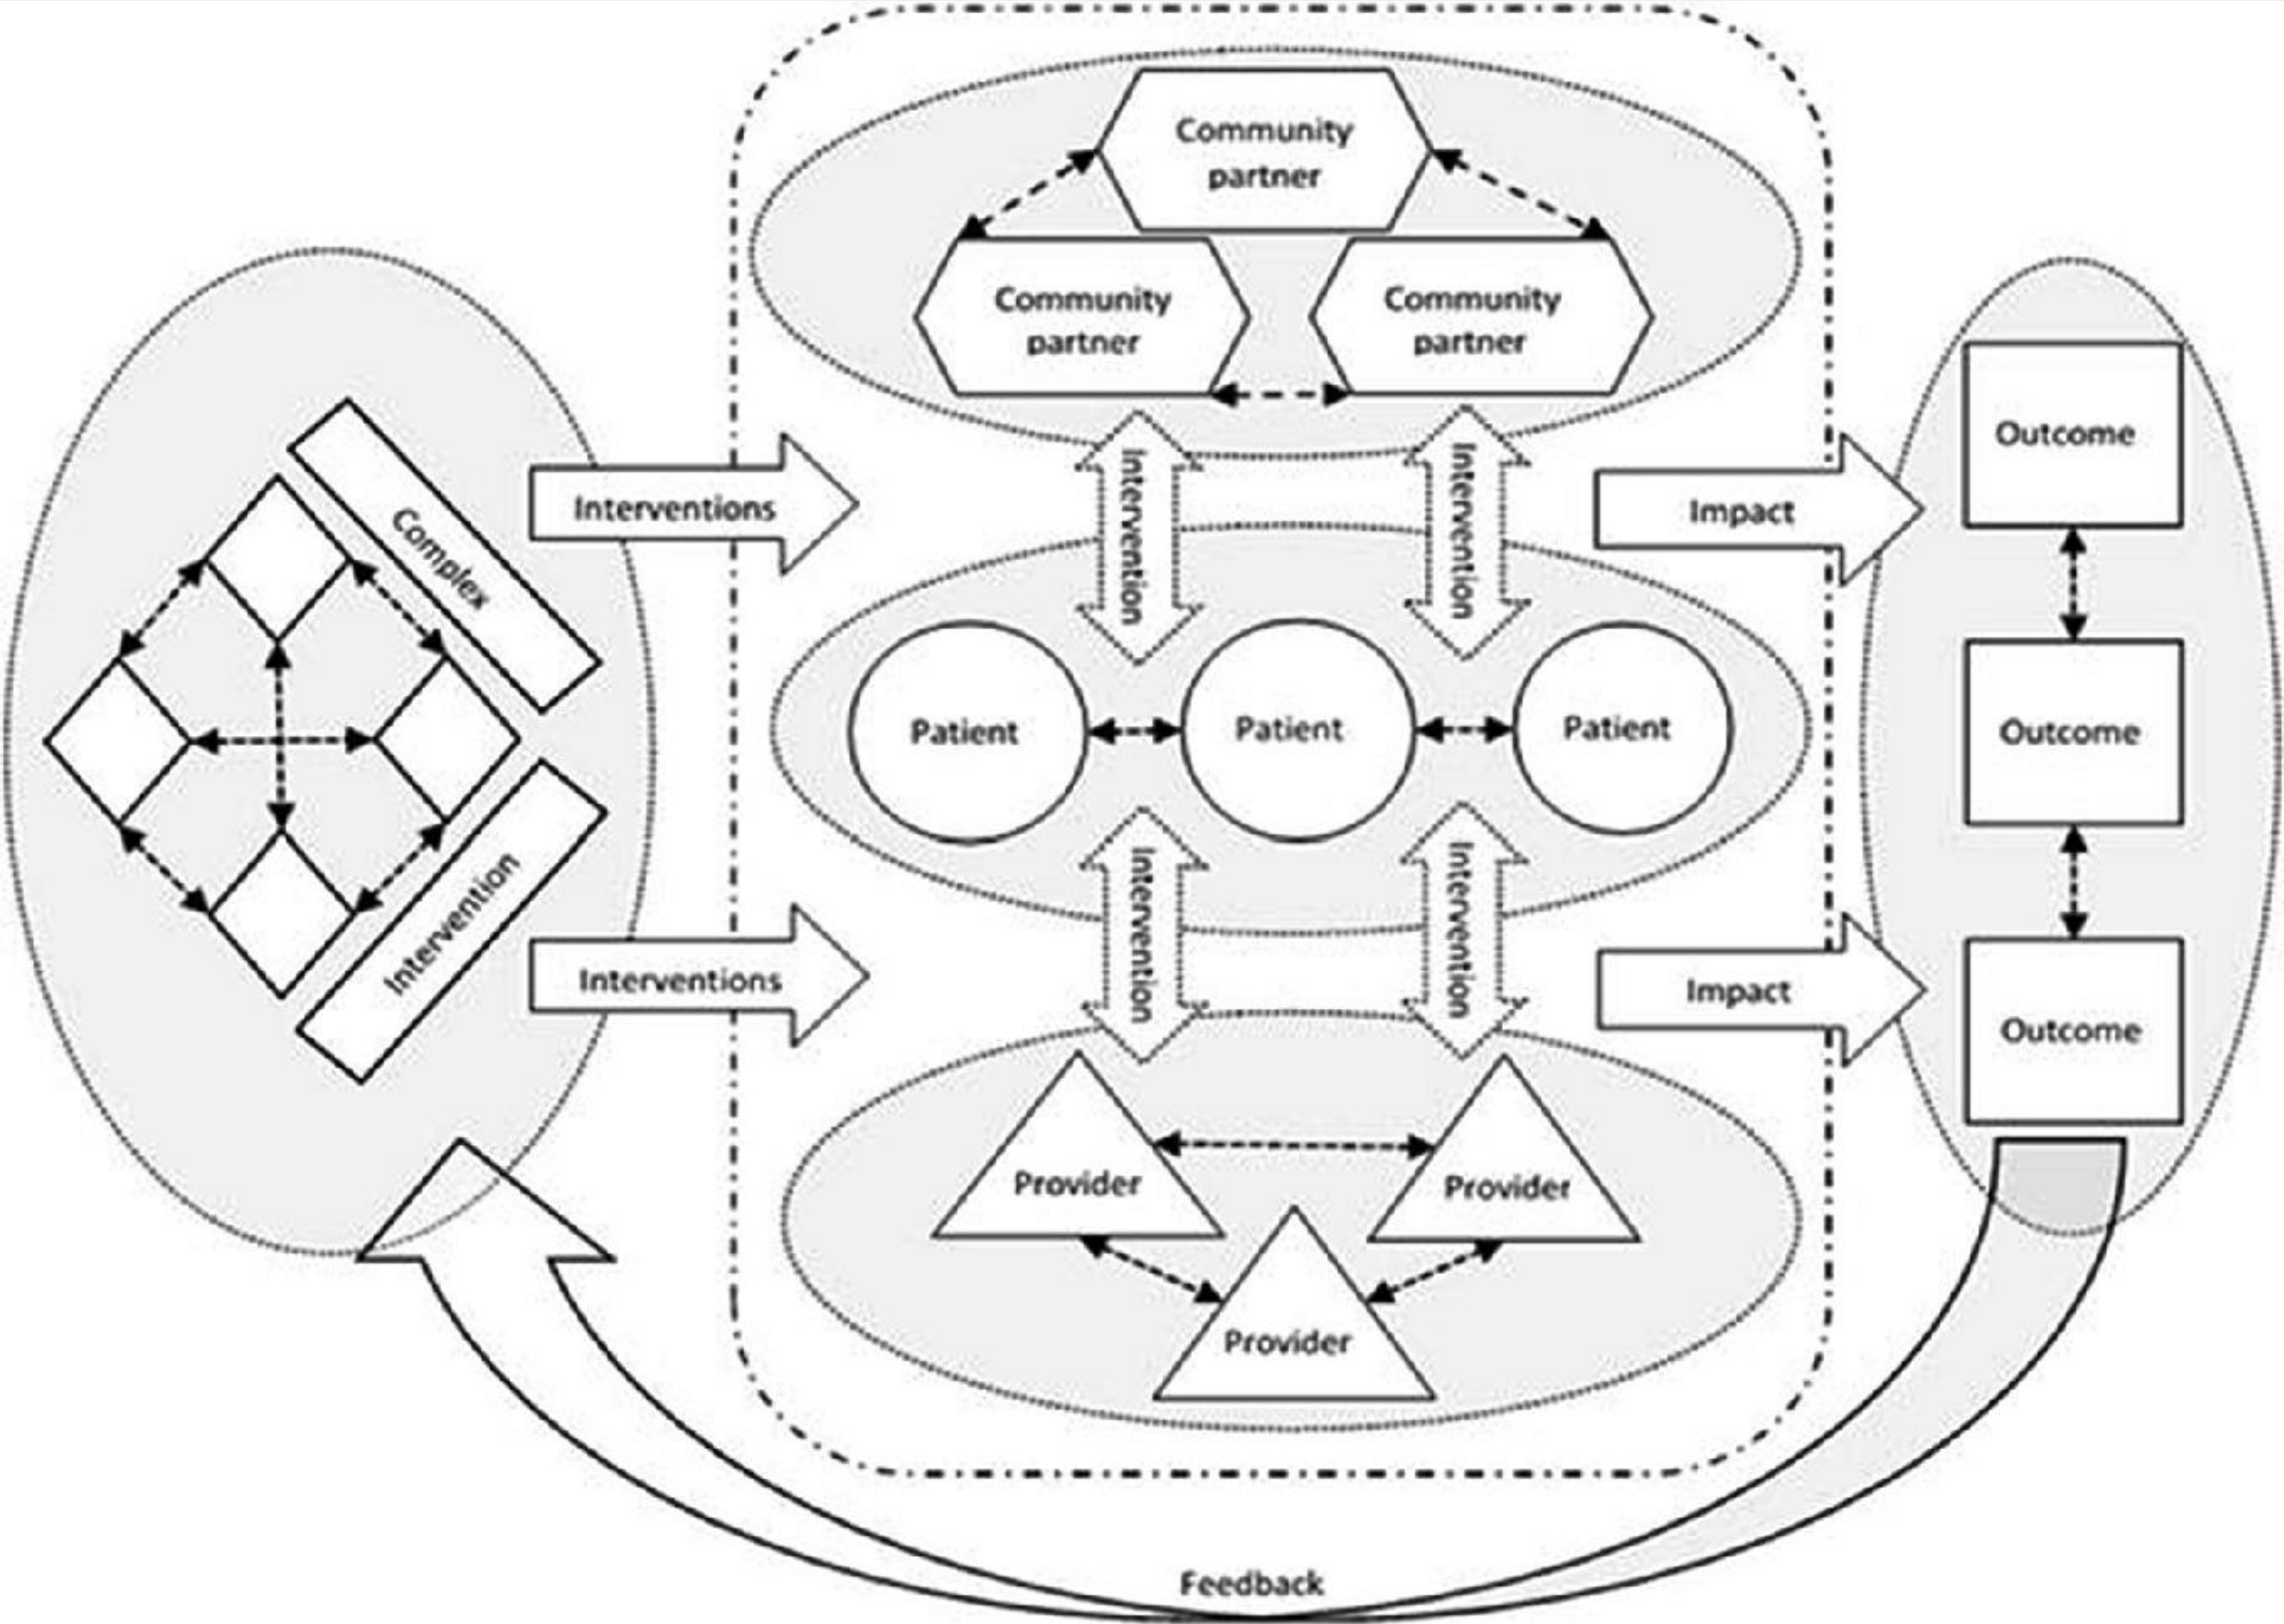 Community
partner
Community
partner
Community
partner
Complex
Intervention
Interventions
Interventions
Intervention
Intervention
Patient
Patient
Patient
Intervention
Intervention
Provider
Provider
Provider
Impact
Impact
Outcome
Outcome
Outcome
Feedback